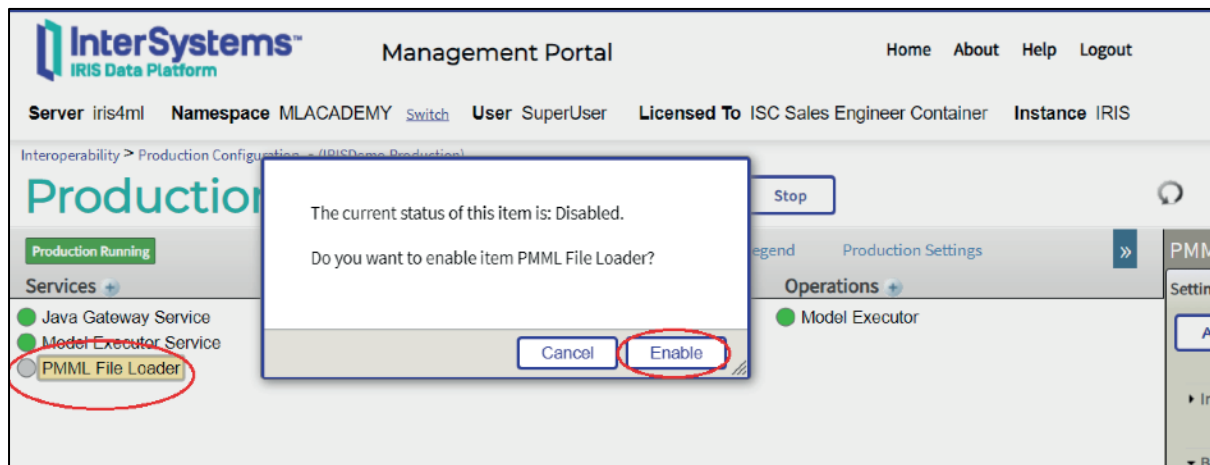 InterSystems™
IRIS Data Platform
Management Portal
Home About Help Logout
Server iris4ml Namespace MLACADEMY Switch User SuperUser Licensed To ISC Sales Engineer Container Instance IRIS
Interoperability > Production Configuration - (IRISDemo.Production)
Production
Stop
The current status of this item is: Disabled.
Do you want to enable item PMML File Loader?
Cancel Enable
Production Running
egend Production Settings »
PMM
Services +
Operations +
Settin
Java Gateway Service
Model Executor
A
Model Executor Service
PMML File Loader